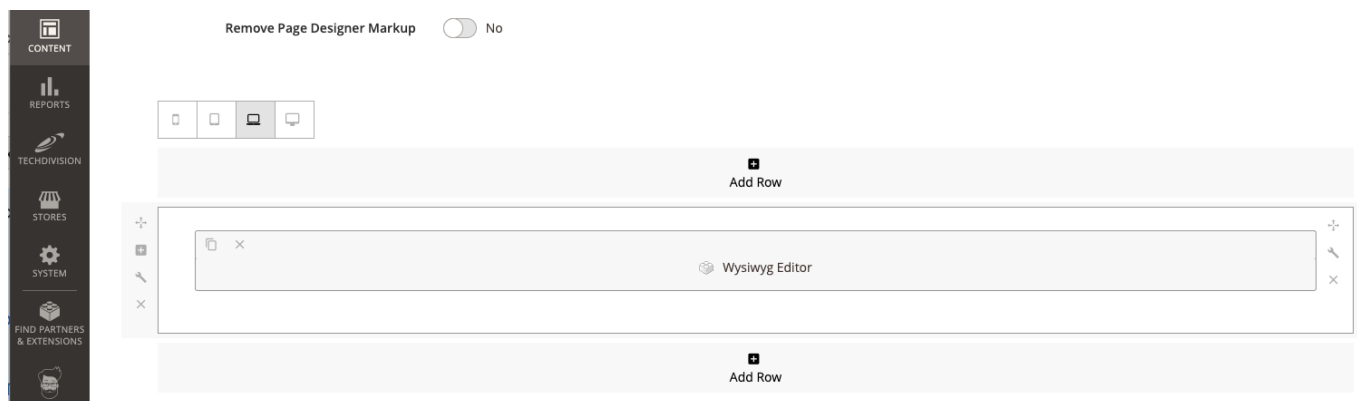 Remove Page Designer Markup No
CONTENT
REPORTS
TECHDIVISION
Add Row
STORES
Wysiwyg Editor
SYSTEM
FIND PARTNERS
& EXTENSIONS
Add Row